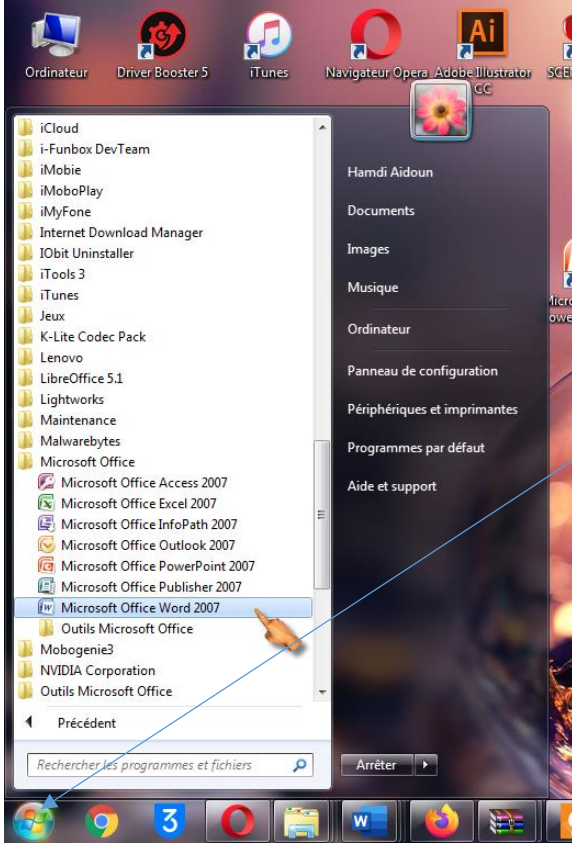 Ordinateur
Driver Booster 5
iTunes
Navigateur Opera
Adobe Illustrator
CC
Ai
iCloud
i-Funbox DevTeam
iMobie
iMoboPlay
iMyFone
Internet Download Manager
IObit Uninstaller
iTools 3
iTunes
Jeux
K-Lite Codec Pack
Lenovo
LibreOffice 5.1
Lightworks
Maintenance
Malwarebytes
Microsoft Office
Microsoft Office Access 2007
Microsoft Office Excel 2007
Microsoft Office InfoPath 2007
Microsoft Office Outlook 2007
Microsoft Office PowerPoint 2007
Microsoft Office Publisher 2007
Microsoft Office Word 2007
Outils Microsoft Office
Mobogenie3
NVIDIA Corporation
Outils Microsoft Office
Précédent
Rechercher les programmes et fichiers
Hamdi Aidoun
Documents
Images
Musique
Ordinateur
Panneau de configuration
Périphériques et imprimantes
Programmes par défaut
Aide et support
Arrêter
3
W